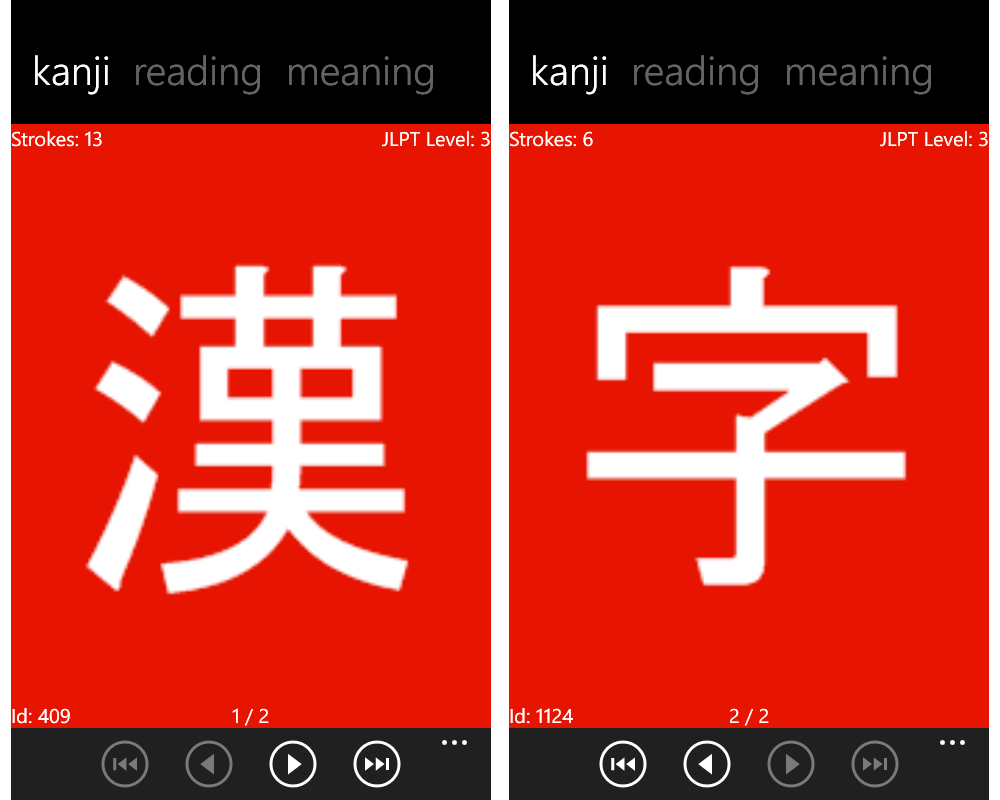 kanji reading meaning
Strokes: 13 JLPT Level: 3
漢
Id: 409 1 / 2
kanji reading meaning
Strokes: 6 JLPT Level: 3
字
Id: 1124 2 / 2